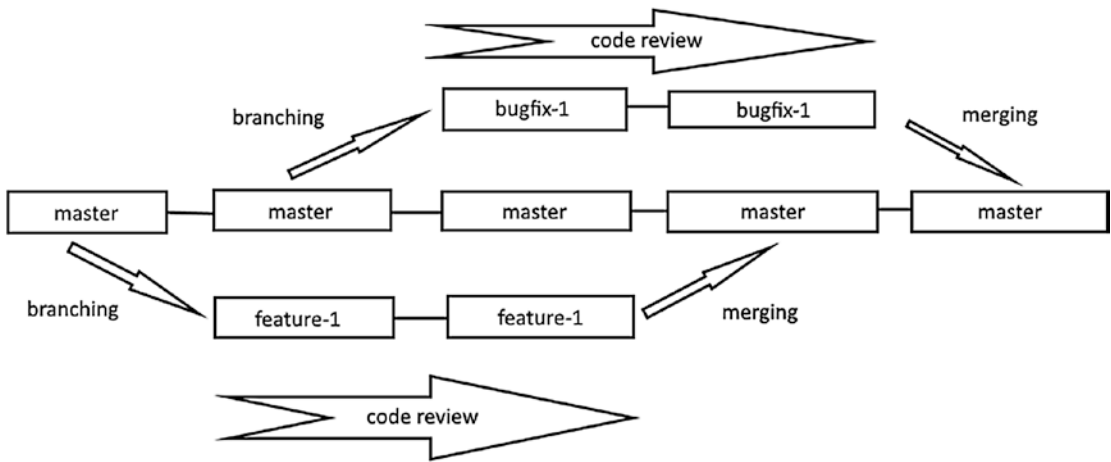 code review
branching
bugfix-1
bugfix-1
merging
master
master
master
master
master
branching
feature-1
feature-1
merging
code review